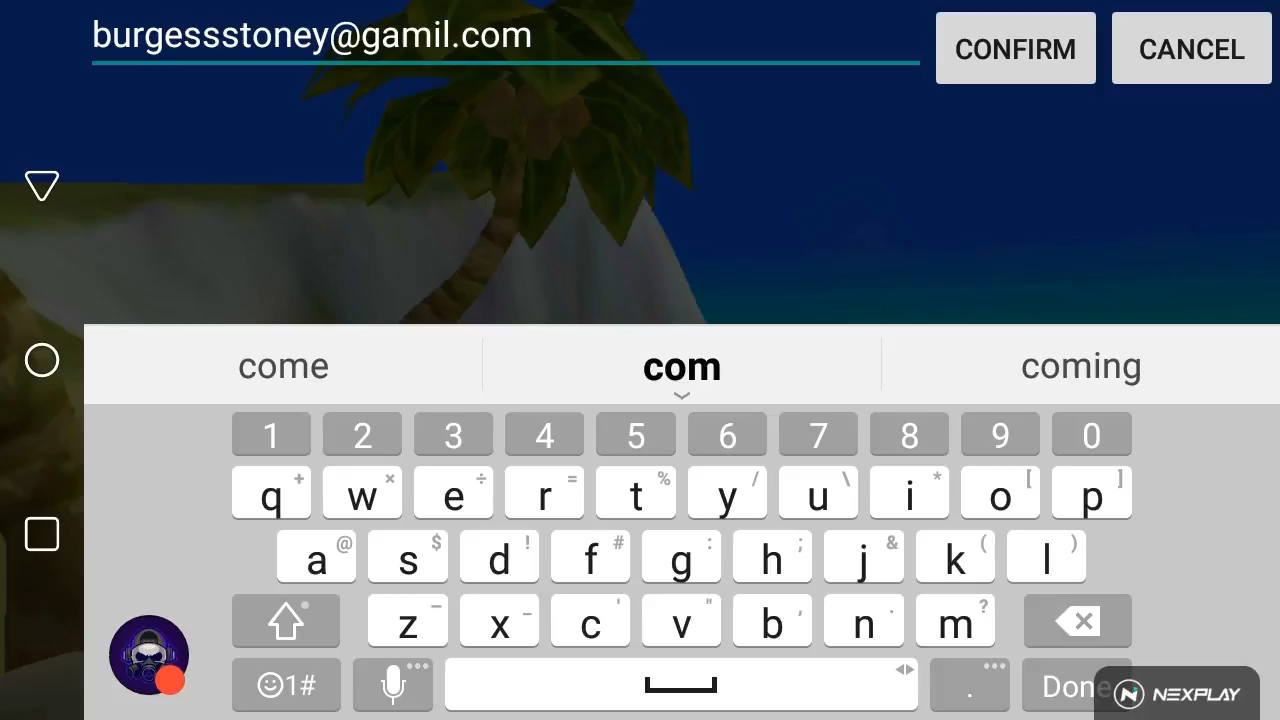 burgessstoney@gamil.com
CONFIRM
CANCEL
come
com
coming
1 2 3 4 5 6 7 8 9 0
q + w × e ÷ r = t % y / u \ i * o [ p ]
a @ s $ d ! f # g : h ; j & k ( l )
z – x _ c ' v " b , n . m ?
1# . Done
NEXPLAY